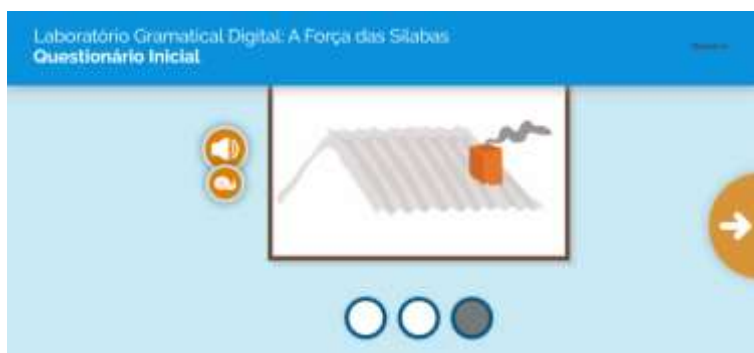 Laboratório Gramatical Digital: A Força das Sílabas
Questionário Inicial